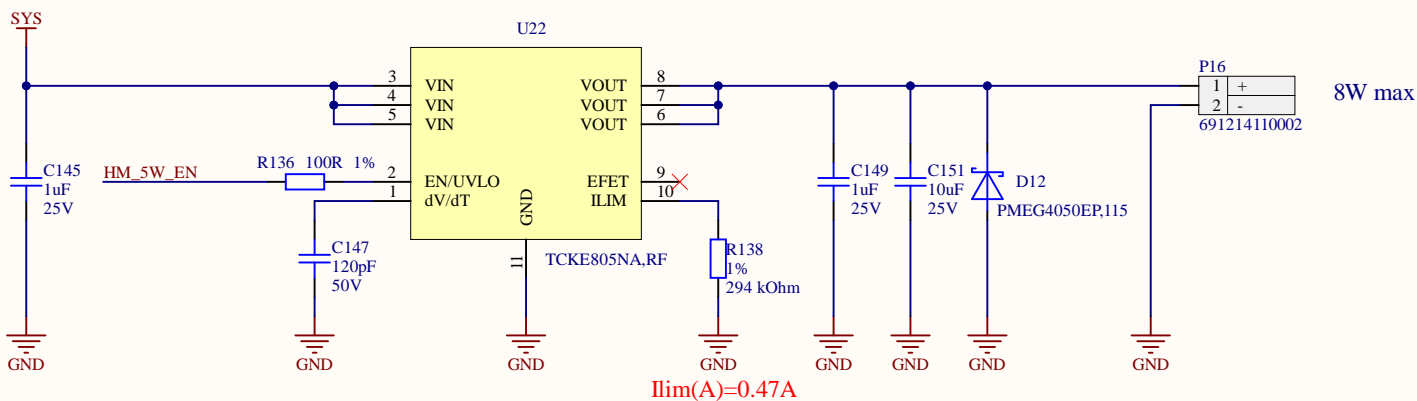 SYS
U22
3
VIN
VOUT
8
4
VIN
VOUT
7
5
VIN
VOUT
6
P16
1
+
2
-
691214110002
8W max
C145
1uF
25V
HM_5W_EN
R136 100R 1%
2
EN/UVLO
EFET
9
1
dV/dT
ILIM
10
GND
11
TCKE805NA,RF
C147
120pF
50V
R138
1%
294 kOhm
C149
1uF
25V
C151
10uF
25V
D12
PMEG4050EP,115
GND
GND
GND
GND
GND
GND
GND
GND
Ilim(A)=0.47A